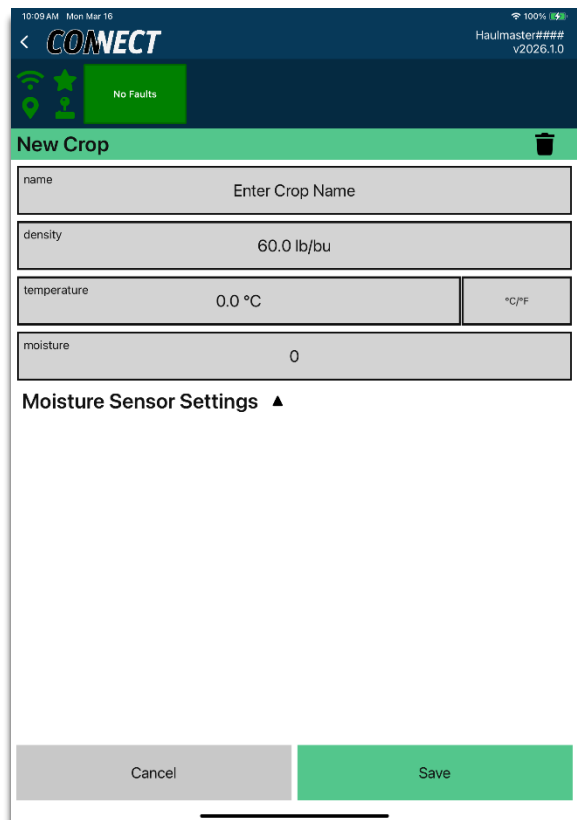 10:09 AM Mon Mar 16
100%
CONNECT
Haulmaster####
v2026.1.0
No Faults
New Crop
name
Enter Crop Name
density
60.0 lb/bu
temperature
0.0 °C
°C/°F
moisture
0
Moisture Sensor Settings ▲
Cancel
Save